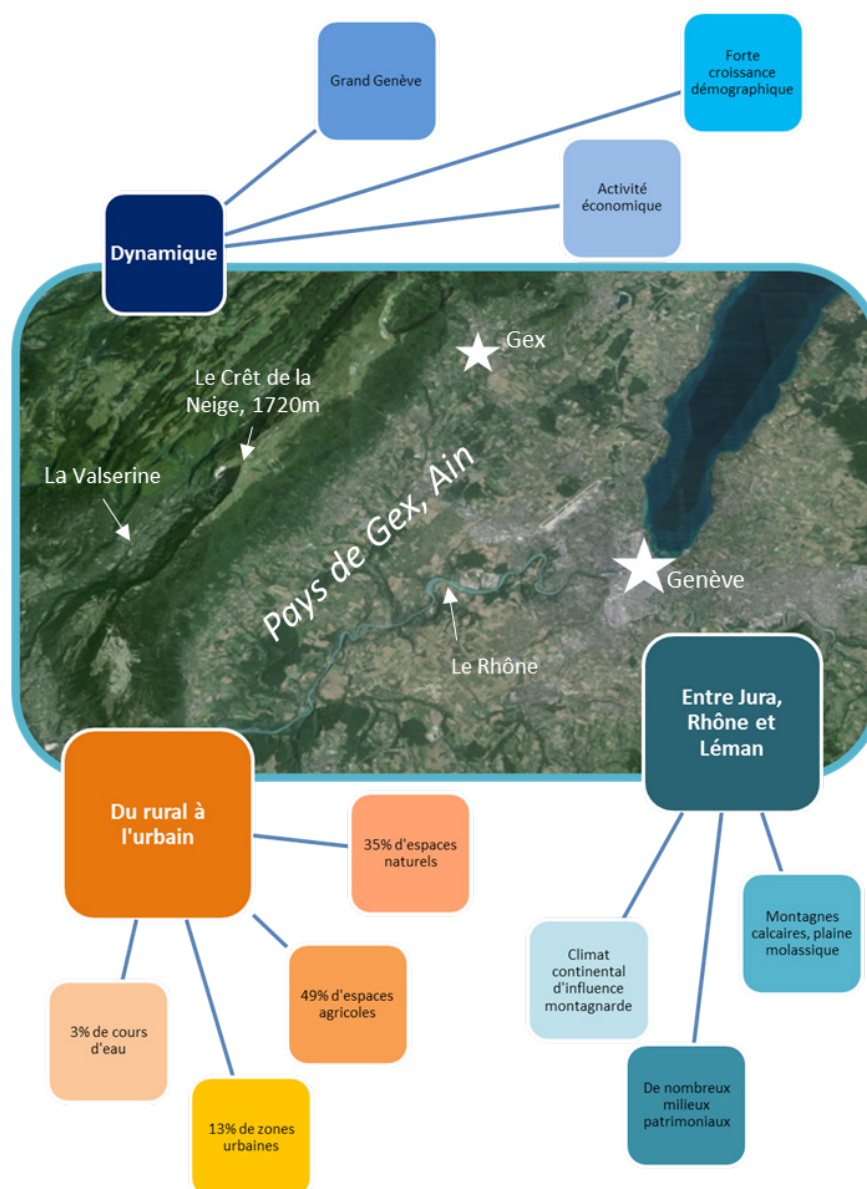 Grand Genève
Forte
croissance
démographique
Activité
économique
Dynamique
Gex
Le Crêt de la
Neige, 1720m
La Valserine
Pays de Gex, Ain
Genève
Le Rhône
Entre Jura,
Rhône et
Léman
Du rural à
l'urbain
35% d'espaces
naturels
49% d'espaces
agricoles
3% de cours
d'eau
13% de zones
urbaines
Montagnes
calcaires, plaine
molassique
Climat
continental
d'influence
montagnarde
De nombreux
milieux
patrimoniaux